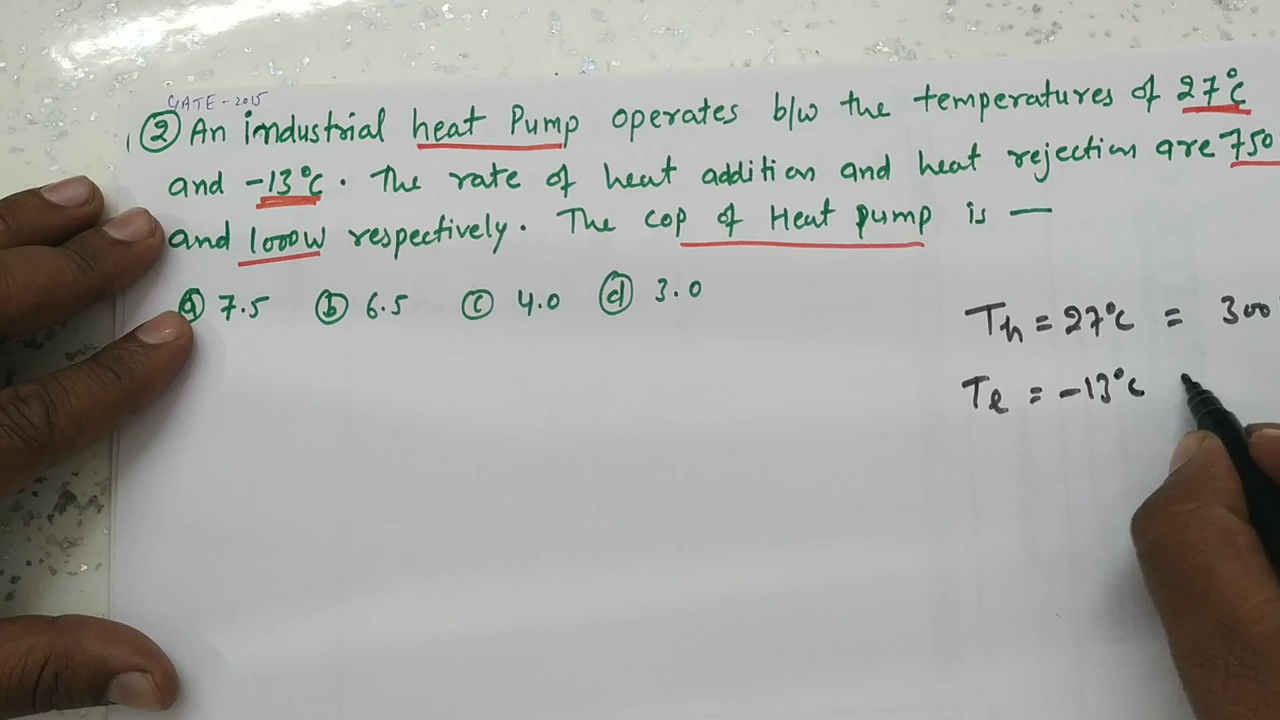 GATE - 2015
② An industrial heat Pump operates b/w the temperatures of 27°C
and -13°C. The rate of heat addition and heat rejection are 750
and 1000W respectively. The COP of Heat pump is —
ⓐ 7.5 ⓑ 6.5 ⓒ 4.0 ⓓ 3.0
Th = 27°C = 300
Tl = -13°C